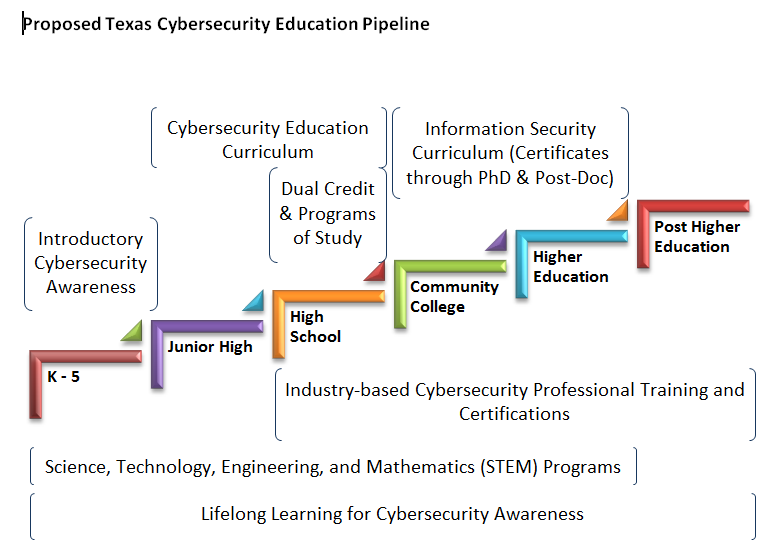 Proposed Texas Cybersecurity Education Pipeline
Cybersecurity Education
Curriculum
Information Security
Curriculum (Certificates
through PhD & Post-Doc)
Dual Credit
& Programs
of Study
Introductory
Cybersecurity
Awareness
Post Higher
Education
Higher
Education
Community
College
High
School
Junior High
K - 5
Industry-based Cybersecurity Professional Training and
Certifications
Science, Technology, Engineering, and Mathematics (STEM) Programs
Lifelong Learning for Cybersecurity Awareness